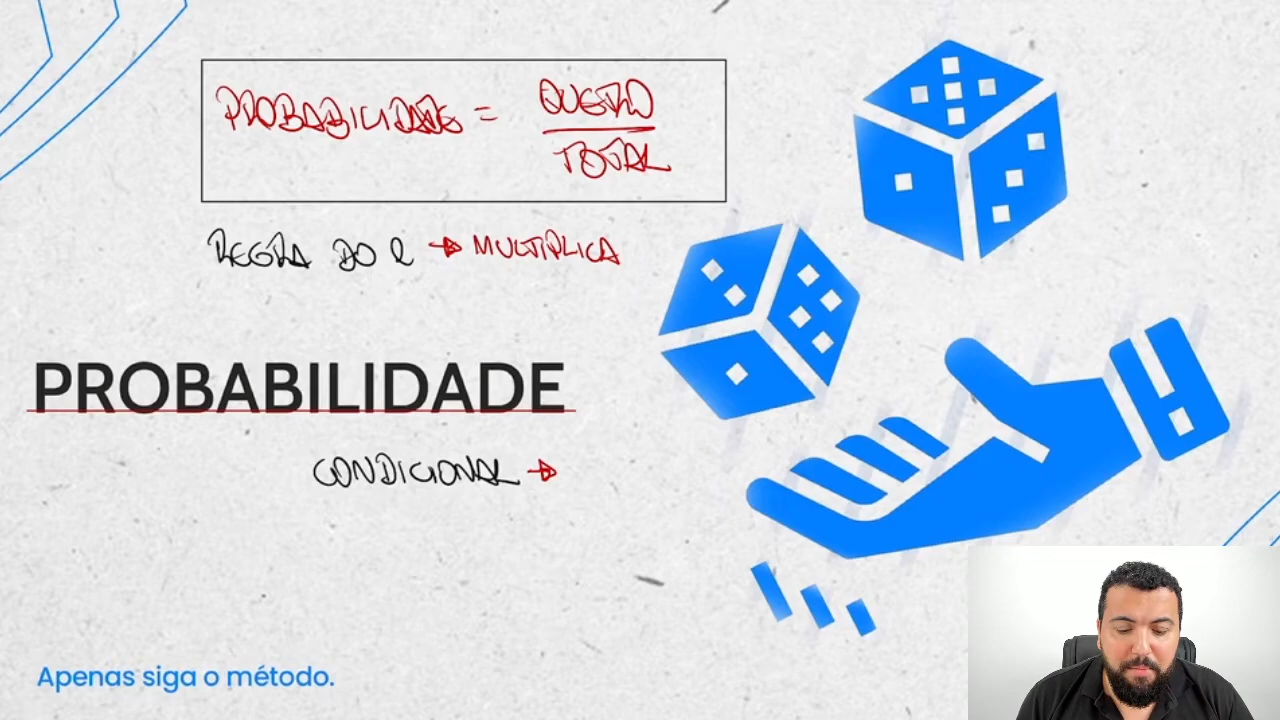 PROBABILIDADE = QUERO
TOTAL
REGRA DO E → MULTIPLICA
PROBABILIDADE
CONDICIONAL →
Apenas siga o método.